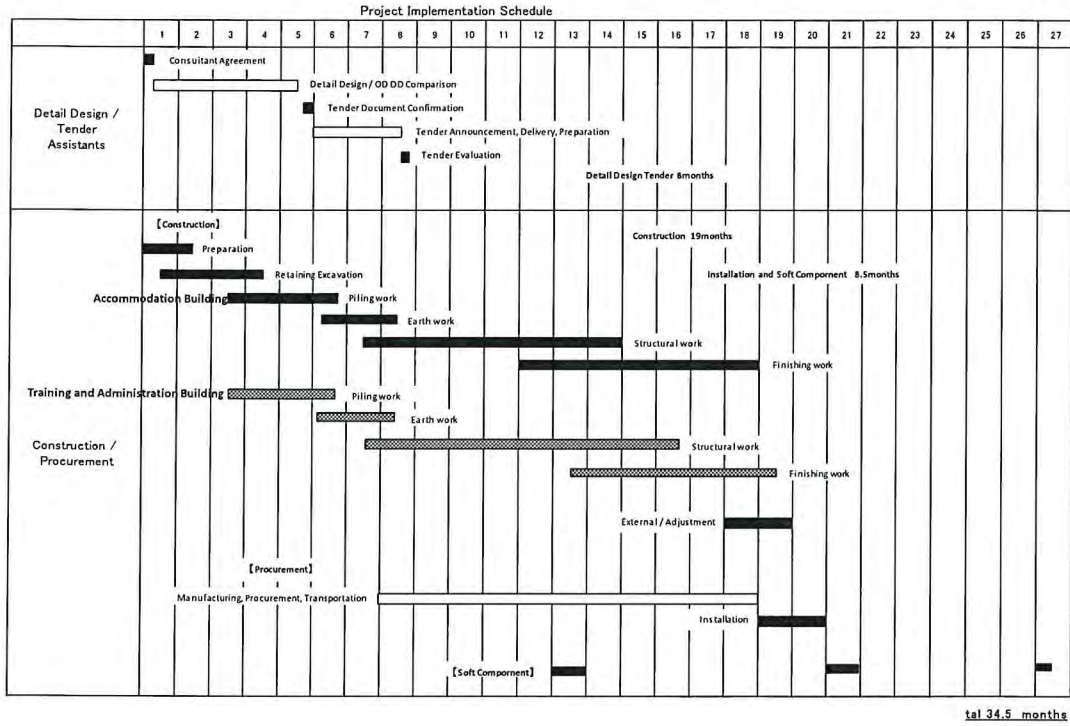 Project Implementation Schedule
1 2 3 4 5 6 7 8 9 10 11 12 13 14 15 16 17 18 19 20 21 22 23 24 25 26 27
Consultant Agreement
Detail Design / OD DD Comparison
Tender Document Confirmation
Detail Design /
Tender
Assistants
Tender Announcement, Delivery, Preparation
Tender Evaluation
Detail Design Tender 8months
【Construction】
Construction 19months
Preparation
Retaining Excavation
Installation and Soft Compornent 8.5months
Accommodation Building
Piling work
Earth work
Structural work
Finishing work
Training and Administration Building
Piling work
Earth work
Construction /
Procurement
Structural work
Finishing work
External / Adjustment
【Procurement】
Manufacturing, Procurement, Transportation
Installation
【Soft Compornent】
tal 34.5 months